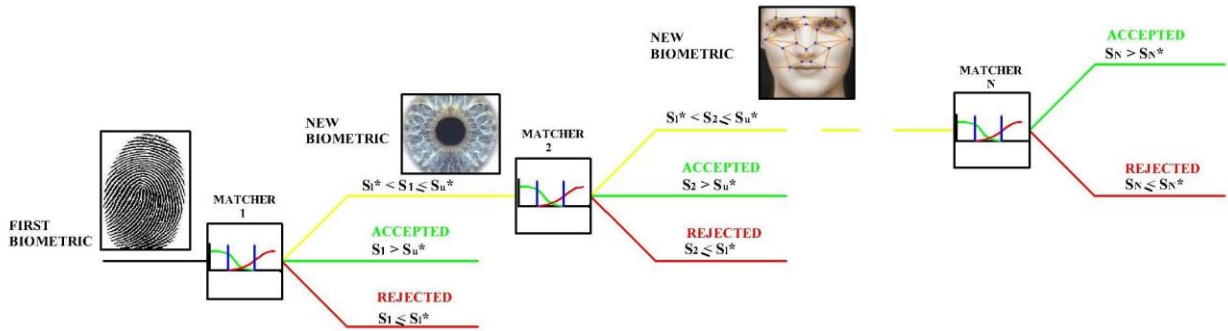 FIRST
BIOMETRIC
MATCHER
1
NEW
BIOMETRIC
Sl* < S1 ≤ Su*
ACCEPTED
S1 > Su*
REJECTED
S1 ≤ Sl*
MATCHER
2
NEW
BIOMETRIC
Sl* < S2 ≤ Su*
ACCEPTED
S2 > Su*
REJECTED
S2 ≤ Sl*
MATCHER
N
ACCEPTED
SN > SN*
REJECTED
SN ≤ SN*